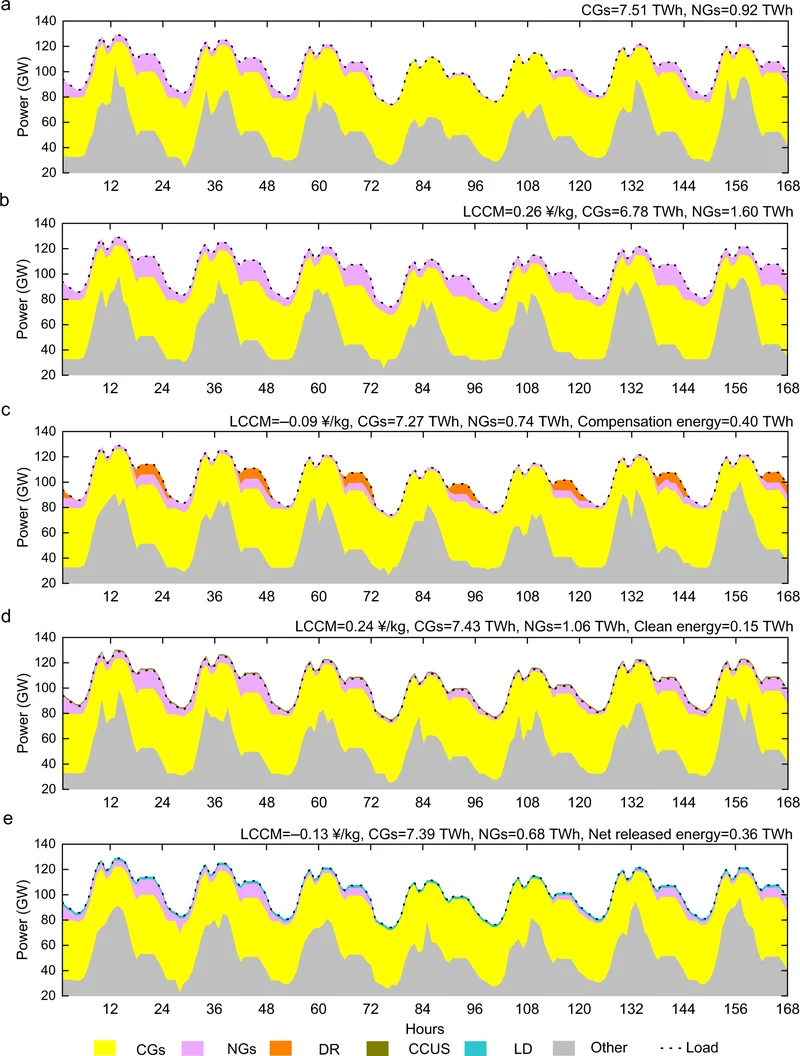 a
CGs=7.51 TWh, NGs=0.92 TWh
140
120
100
80
60
40
20
Power (GW)
12 24 36 48 60 72 84 96 108 120 132 144 156 168
b
LCCM=0.26 ¥/kg, CGs=6.78 TWh, NGs=1.60 TWh
140
120
100
80
60
40
20
Power (GW)
12 24 36 48 60 72 84 96 108 120 132 144 156 168
c
LCCM=−0.09 ¥/kg, CGs=7.27 TWh, NGs=0.74 TWh, Compensation energy=0.40 TWh
140
120
100
80
60
40
20
Power (GW)
12 24 36 48 60 72 84 96 108 120 132 144 156 168
d
LCCM=0.24 ¥/kg, CGs=7.43 TWh, NGs=1.06 TWh, Clean energy=0.15 TWh
140
120
100
80
60
40
20
Power (GW)
12 24 36 48 60 72 84 96 108 120 132 144 156 168
e
LCCM=−0.13 ¥/kg, CGs=7.39 TWh, NGs=0.68 TWh, Net released energy=0.36 TWh
140
120
100
80
60
40
20
Power (GW)
12 24 36 48 60 72 84 96 108 120 132 144 156 168
Hours
CGs NGs DR CCUS LD Other Load